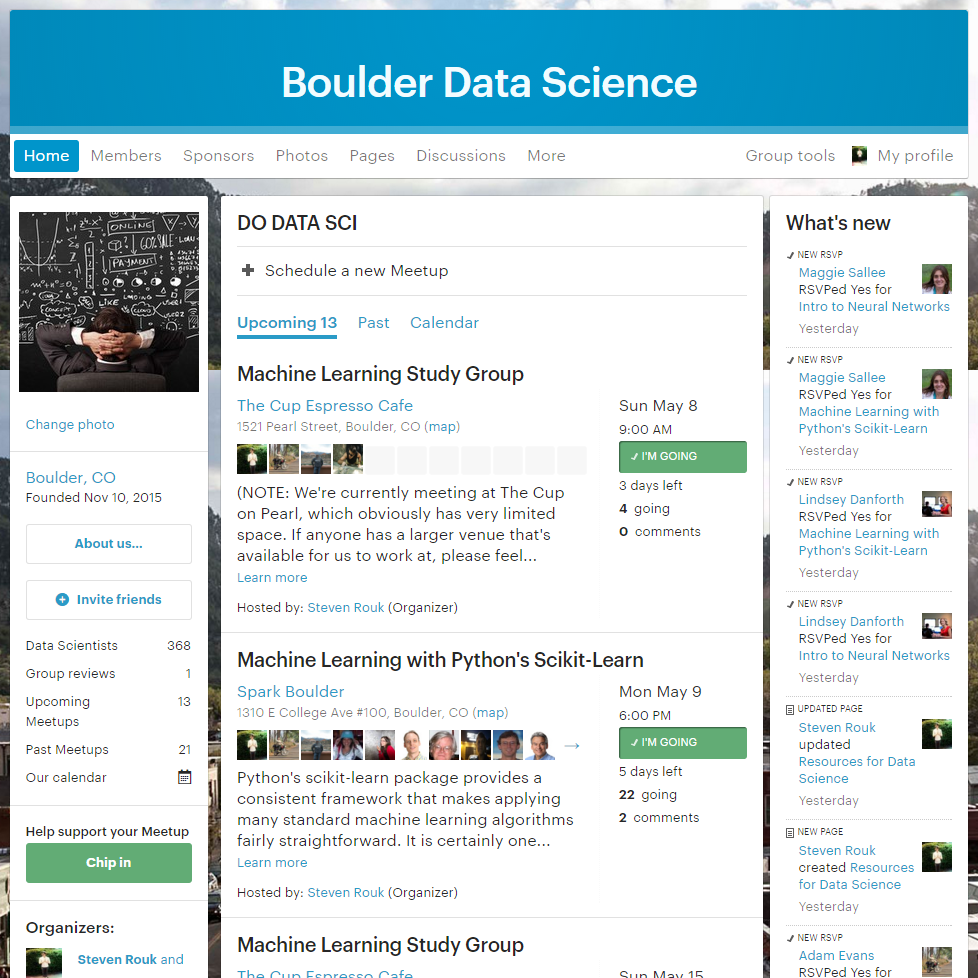 Boulder Data Science
Home
Members
Sponsors
Photos
Pages
Discussions
More
Group tools
My profile
ONLINE
60% SALE
PAYMENT
LIKE
Change photo
Boulder, CO
Founded Nov 10, 2015
About us...
Invite friends
Data Scientists 368
Group reviews 1
Upcoming 13
Meetups
Past Meetups 21
Our calendar
Help support your Meetup
Chip in
Organizers:
Steven Rouk and
DO DATA SCI
Schedule a new Meetup
Upcoming 13
Past
Calendar
Machine Learning Study Group
The Cup Espresso Cafe
1521 Pearl Street, Boulder, CO (map)
(NOTE: We're currently meeting at The Cup
on Pearl, which obviously has very limited
space. If anyone has a larger venue that's
available for us to work at, please feel...
Learn more
Hosted by: Steven Rouk (Organizer)
Sun May 8
9:00 AM
✓ I'M GOING
3 days left
4 going
0 comments
Machine Learning with Python's Scikit-Learn
Spark Boulder
1310 E College Ave #100, Boulder, CO (map)
→
Python's scikit-learn package provides a
consistent framework that makes applying
many standard machine learning algorithms
fairly straightforward. It is certainly one...
Learn more
Hosted by: Steven Rouk (Organizer)
Mon May 9
6:00 PM
✓ I'M GOING
5 days left
22 going
2 comments
Machine Learning Study Group
The Cup Espresso Cafe
Sun May 15
What's new
NEW RSVP
Maggie Sallee
RSVPed Yes for
Intro to Neural Networks
Yesterday
NEW RSVP
Maggie Sallee
RSVPed Yes for
Machine Learning with
Python's Scikit-Learn
Yesterday
NEW RSVP
Lindsey Danforth
RSVPed Yes for
Machine Learning with
Python's Scikit-Learn
Yesterday
NEW RSVP
Lindsey Danforth
RSVPed Yes for
Intro to Neural Networks
Yesterday
UPDATED PAGE
Steven Rouk
updated
Resources for Data
Science
Yesterday
NEW PAGE
Steven Rouk
created Resources
for Data Science
Yesterday
NEW RSVP
Adam Evans
RSVPed Yes for